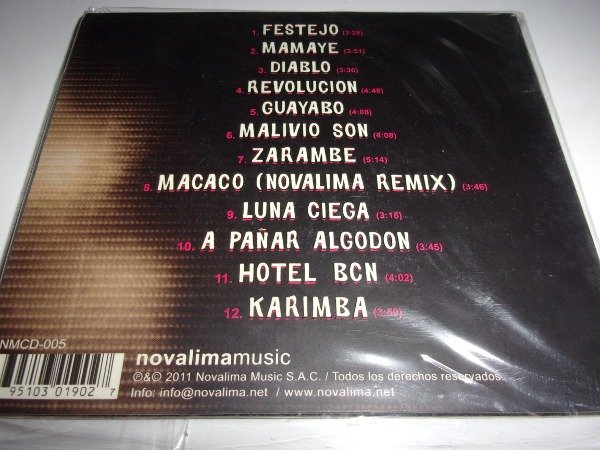 1. FESTEJO (3:25)
2. MAMAYE (3:51)
3. DIABLO (3:36)
4. REVOLUCION (4:49)
5. GUAYABO (4:08)
6. MALIVIO SON (4:08)
7. ZARAMBE (5:14)
8. MACACO (NOVALIMA REMIX) (3:46)
9. LUNA CIEGA (3:16)
10. A PAÑAR ALGODON (3:45)
11. HOTEL BCN (4:02)
12. KARIMBA (3:59)
NMCD-005
95103 01902 7
novalimamusic
℗&© 2011 Novalima Music S.A.C. / Todos los derechos reservados.
Info: info@novalima.net / www.novalima.net